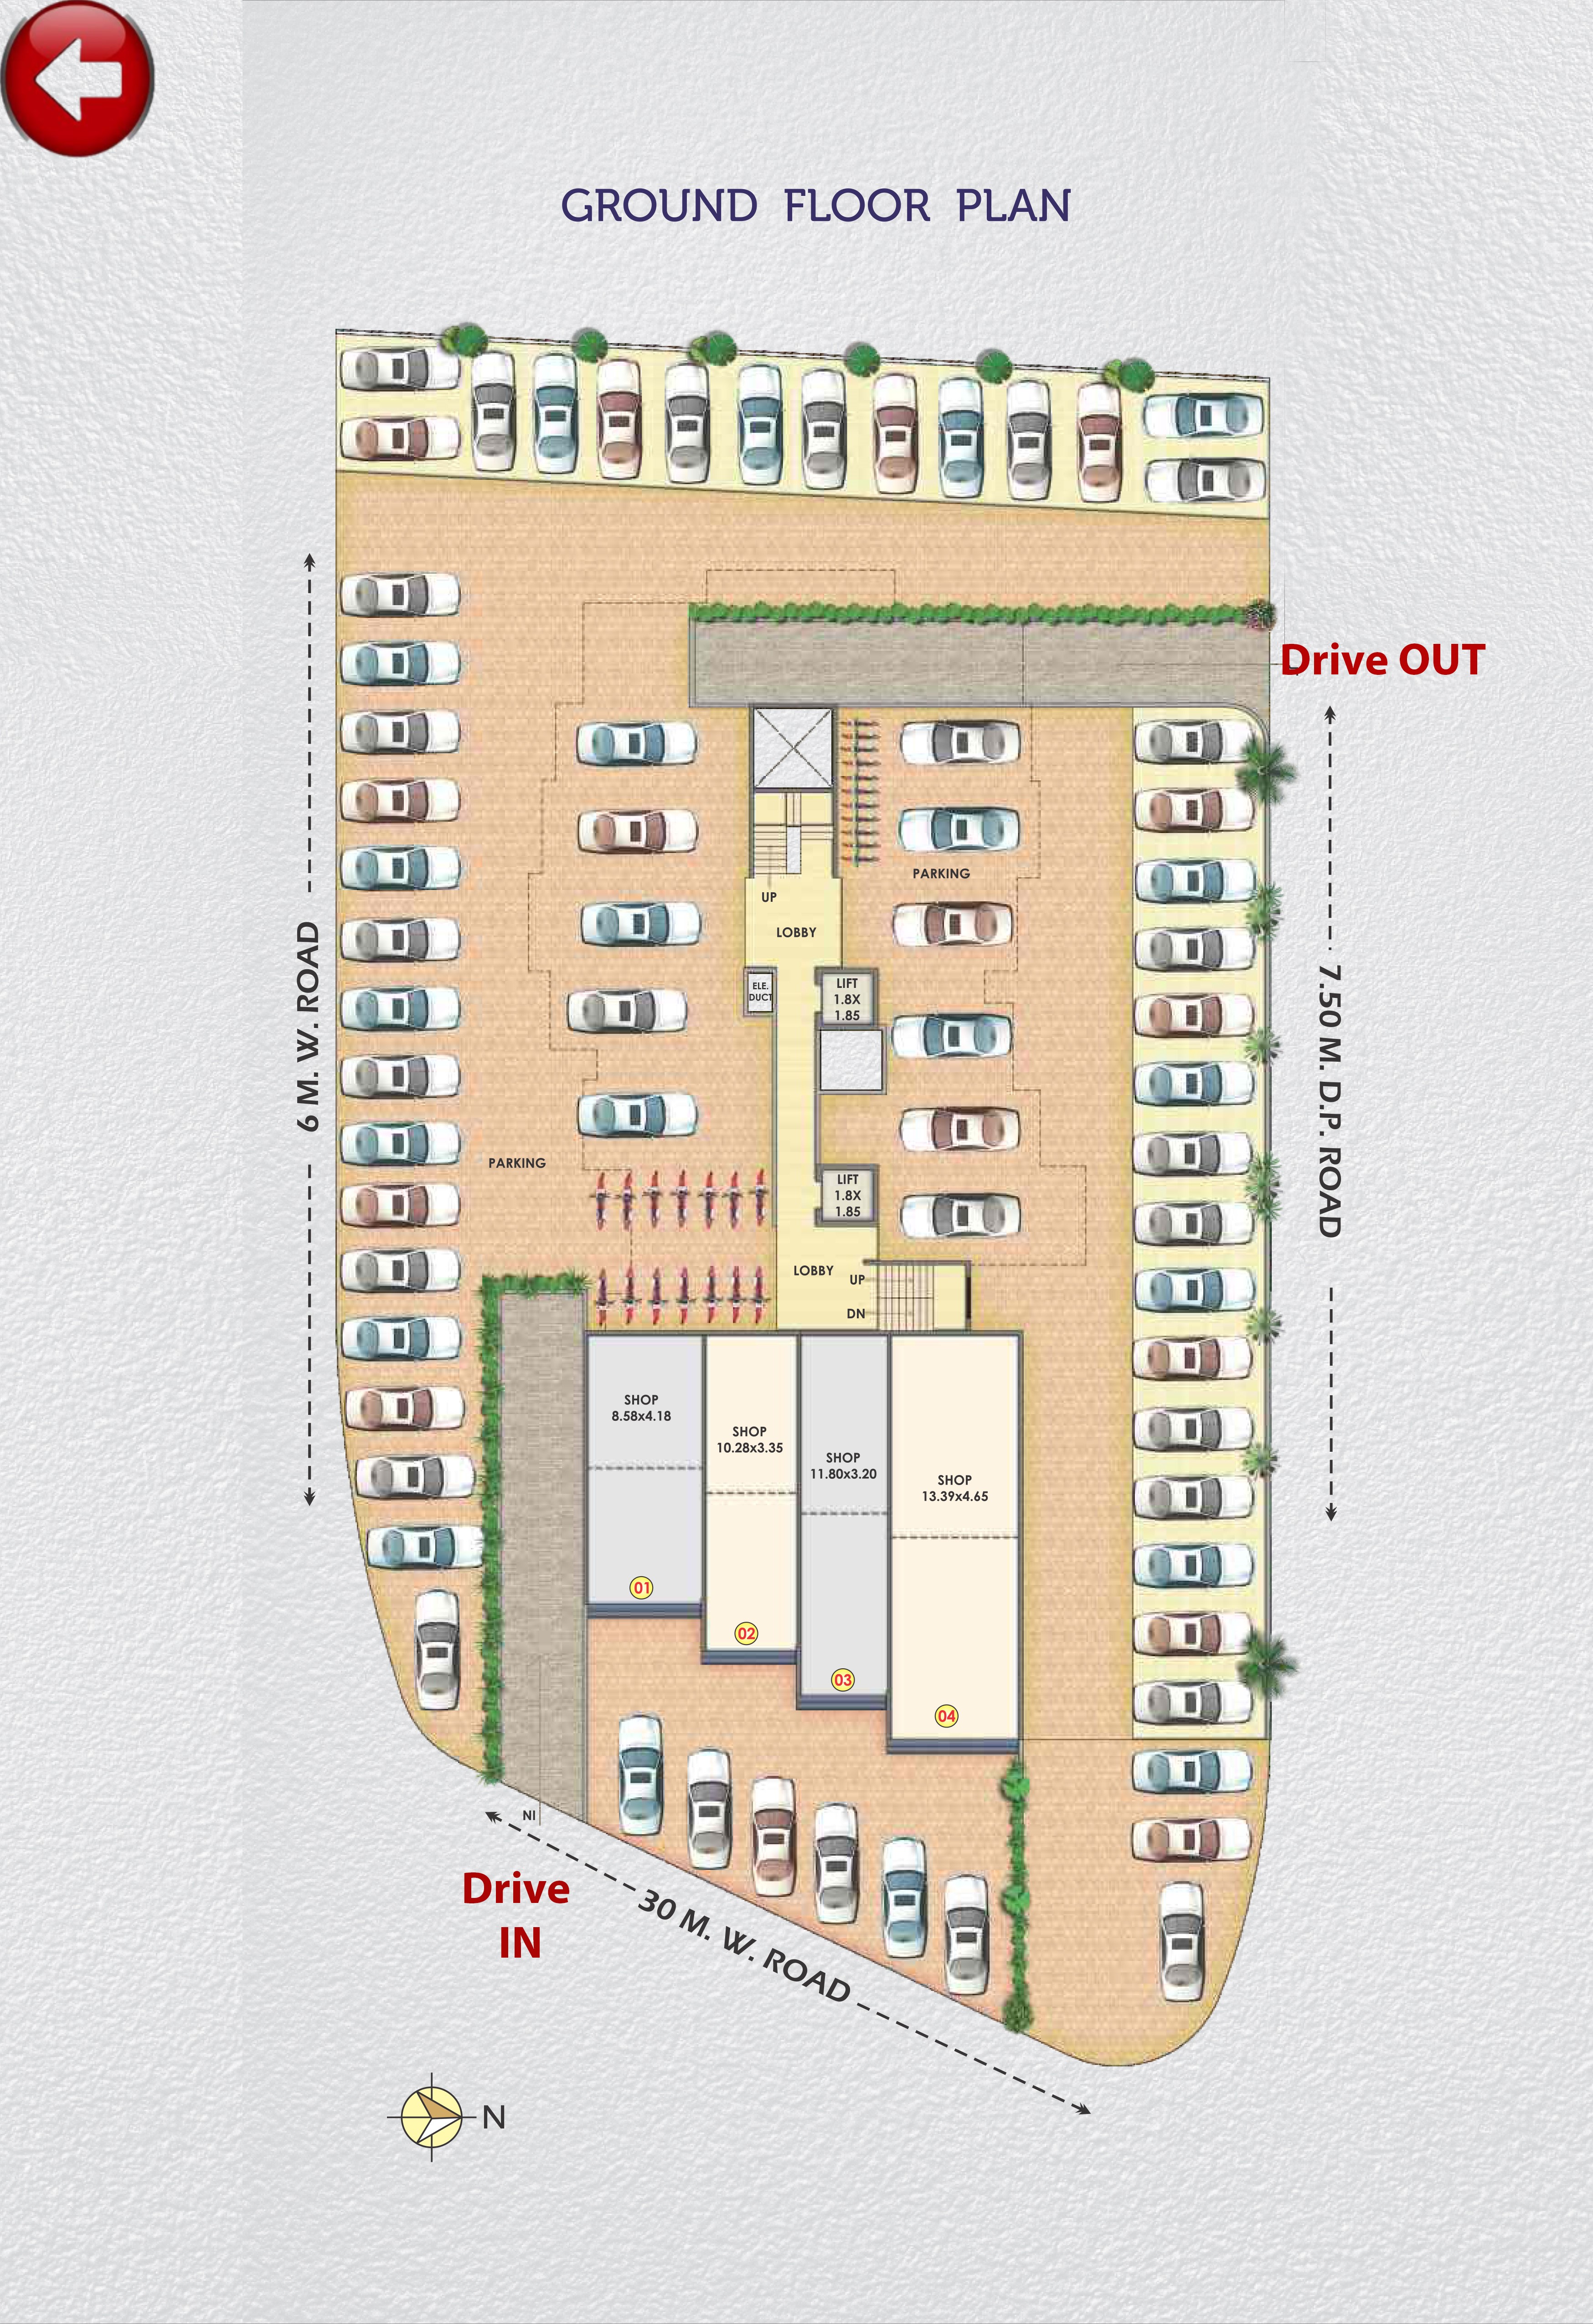 GROUND FLOOR PLAN
Drive OUT
UP
LOBBY
PARKING
ELE.
DUCT
LIFT
1.8X
1.85
6 M. W. ROAD
7.50 M. D.P. ROAD
PARKING
LIFT
1.8X
1.85
LOBBY
UP
DN
SHOP
8.58x4.18
SHOP
10.28x3.35
SHOP
11.80x3.20
SHOP
13.39x4.65
01
02
03
04
IN
Drive
IN
30 M. W. ROAD
N